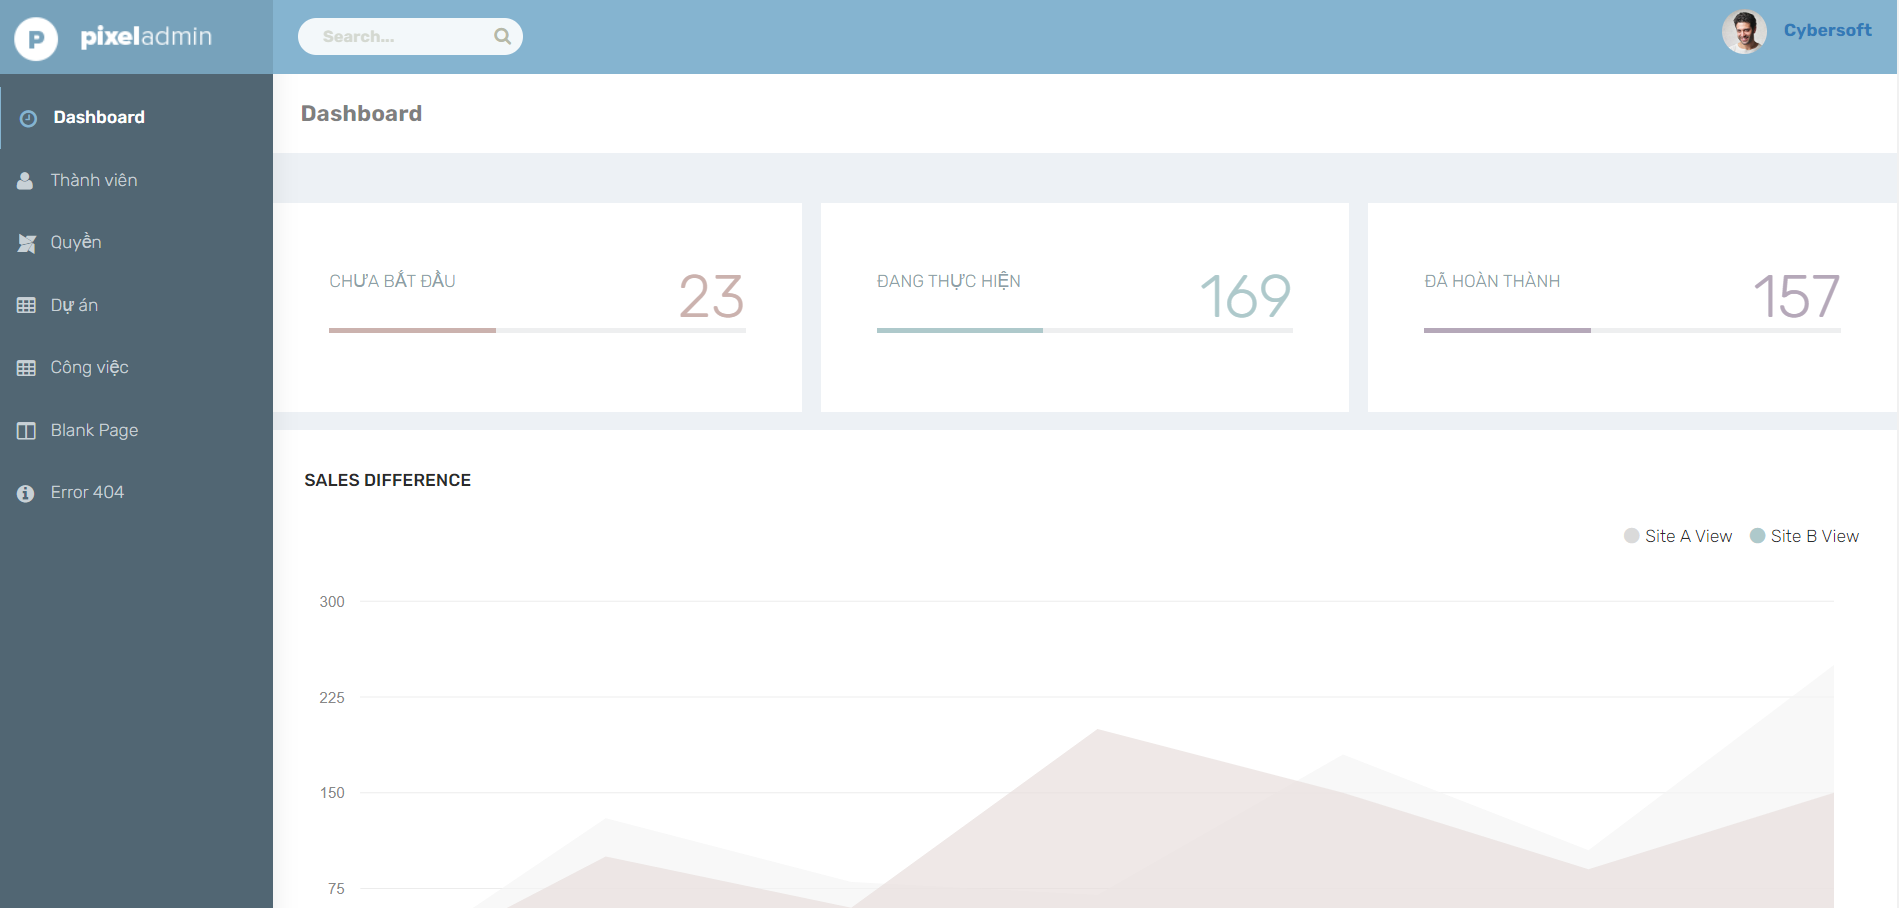 P pixeladmin
Search...
Cybersoft
Dashboard
Thành viên
Quyền
Dự án
Công việc
Blank Page
Error 404
Dashboard
CHƯA BẮT ĐẦU
23
ĐANG THỰC HIỆN
169
ĐÃ HOÀN THÀNH
157
SALES DIFFERENCE
Site A View
Site B View
300
225
150
75